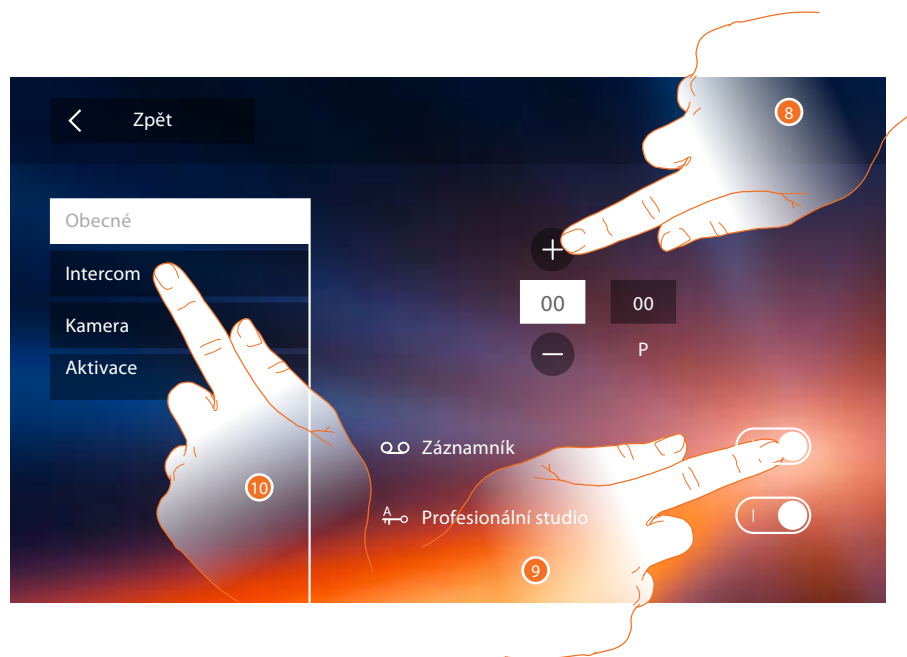 8
Zpět
Obecné
Intercom
Kamera
Aktivace
00 00
P
Záznamník
10
Profesionální studio
9